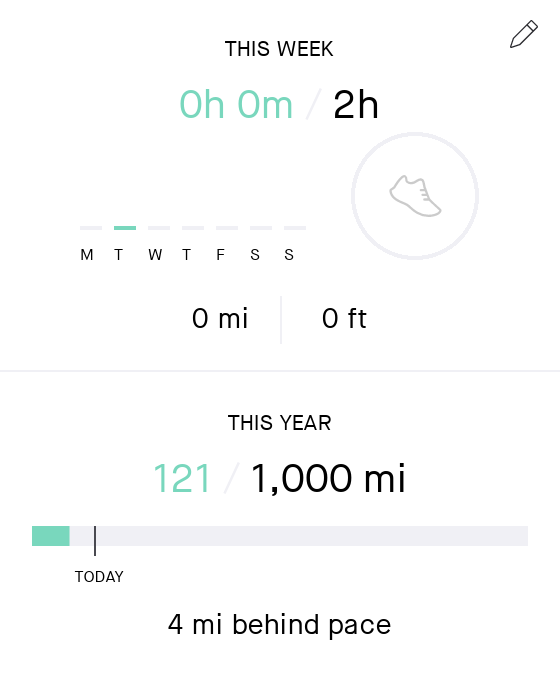 THIS WEEK
0h 0m / 2h
M T W T F S S
0 mi 0 ft
THIS YEAR
121 / 1,000 mi
TODAY
4 mi behind pace